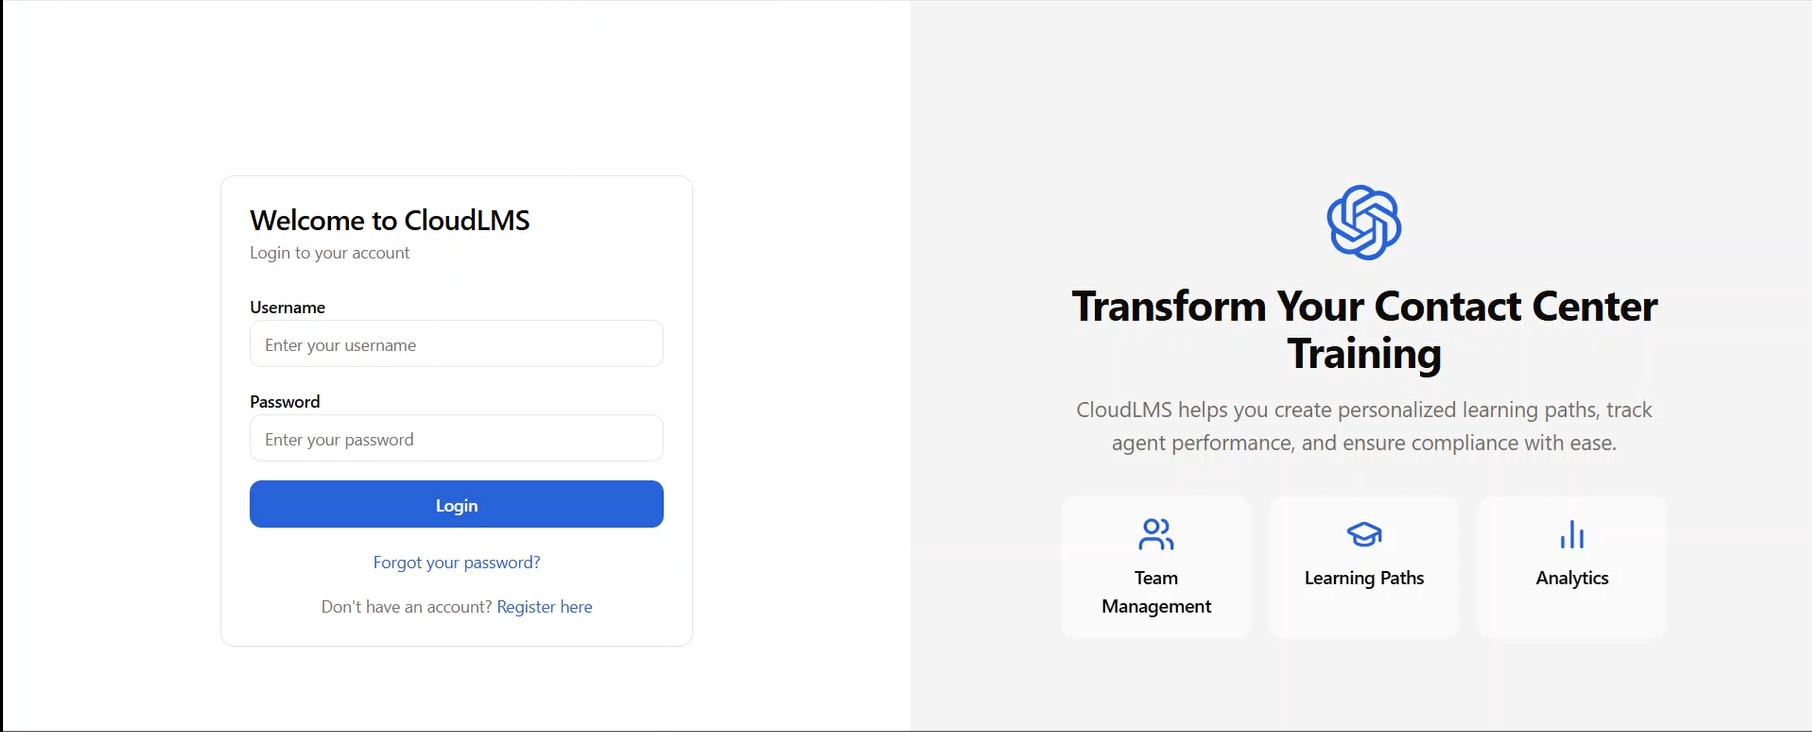 Welcome to CloudLMS
Login to your account
Username
Enter your username
Password
Enter your password
Login
Forgot your password?
Don't have an account? Register here
Transform Your Contact Center
Training
CloudLMS helps you create personalized learning paths, track
agent performance, and ensure compliance with ease.
Team
Management
Learning Paths
Analytics